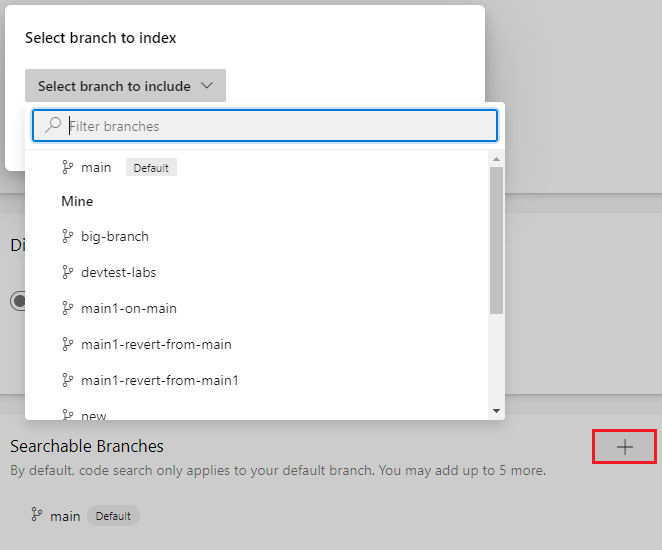 Select branch to index
Select branch to include
Filter branches
main Default
Mine
big-branch
devtest-labs
main1-on-main
main1-revert-from-main
main1-revert-from-main1
new
Di
Searchable Branches
By default, code search only applies to your default branch. You may add up to 5 more.
main Default